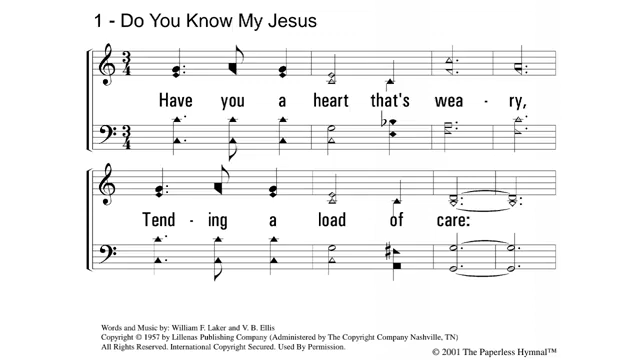 1 - Do You Know My Jesus
Have you a heart that's wea - ry,
Tend - ing a load of care:
Words and Music by: William F. Laker and V. B. Ellis
Copyright © 1957 by Lillenas Publishing Company (Administered by The Copyright Company Nashville, TN)
All Rights Reserved. International Copyright Secured. Used By Permission.
© 2001 The Paperless Hymnal™